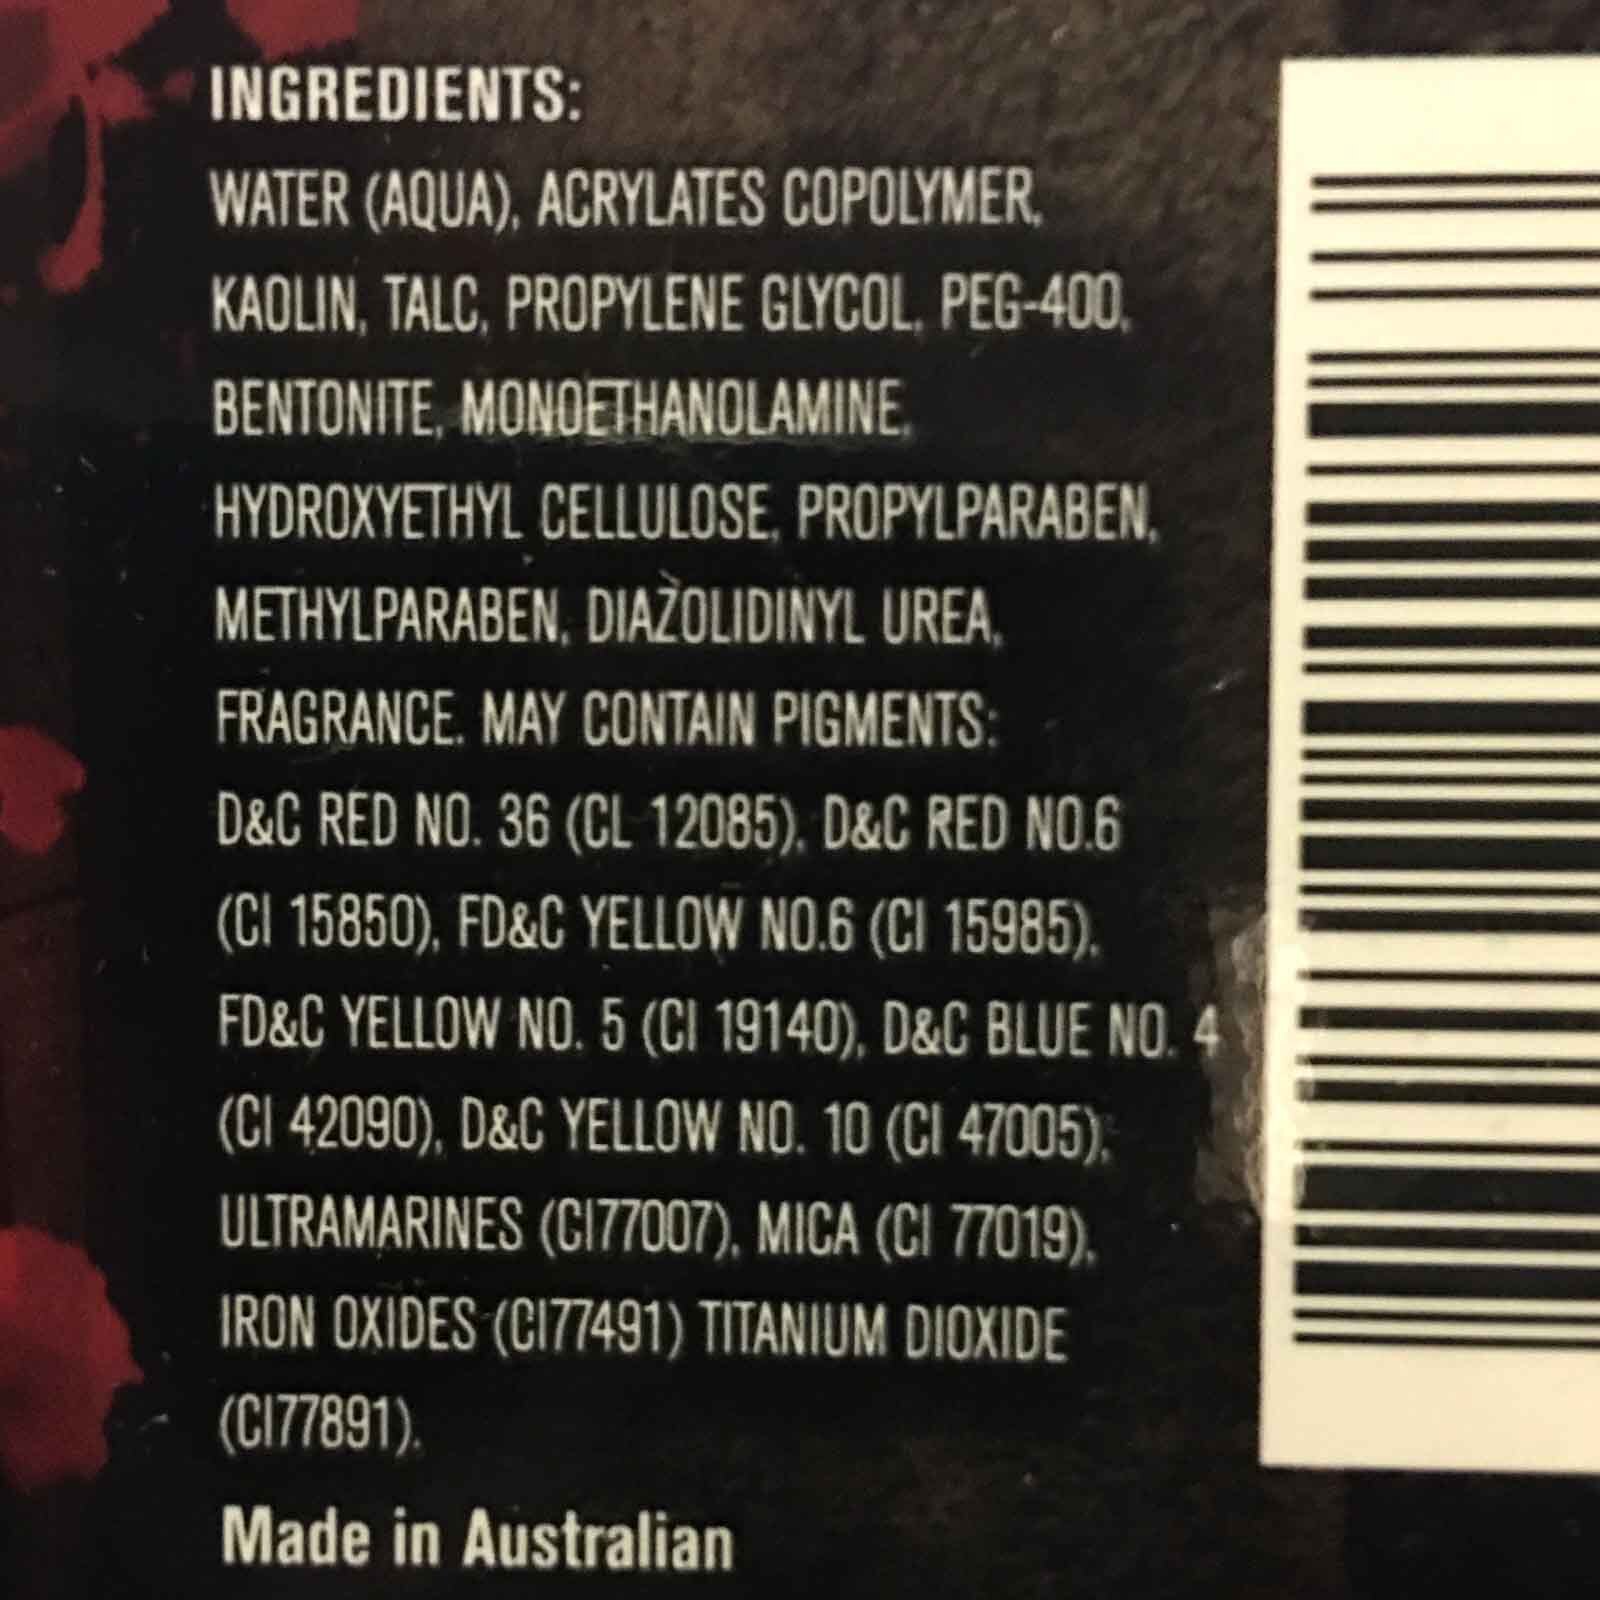 INGREDIENTS:
WATER (AQUA), ACRYLATES COPOLYMER,
KAOLIN, TALC, PROPYLENE GLYCOL, PEG-400,
BENTONITE, MONOETHANOLAMINE,
HYDROXYETHYL CELLULOSE, PROPYLPARABEN,
METHYLPARABEN, DIAZOLIDINYL UREA,
FRAGRANCE. MAY CONTAIN PIGMENTS:
D&C RED NO. 36 (CL 12085), D&C RED NO.6
(CI 15850), FD&C YELLOW NO.6 (CI 15985),
FD&C YELLOW NO. 5 (CI 19140), D&C BLUE NO. 4
(CI 42090), D&C YELLOW NO. 10 (CI 47005),
ULTRAMARINES (CI77007), MICA (CI 77019),
IRON OXIDES (CI77491) TITANIUM DIOXIDE
(CI77891).
Made in Australian